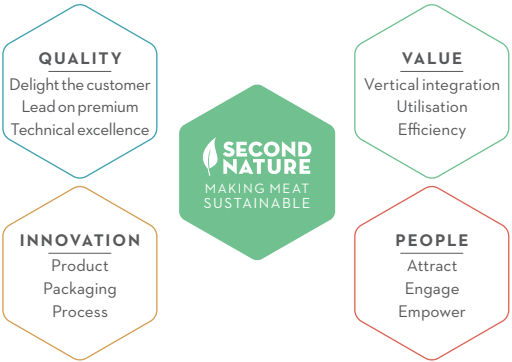 QUALITY
Delight the customer
Lead on premium
Technical excellence
VALUE
Vertical integration
Utilisation
Efficiency
SECOND
NATURE
MAKING MEAT
SUSTAINABLE
INNOVATION
Product
Packaging
Process
PEOPLE
Attract
Engage
Empower